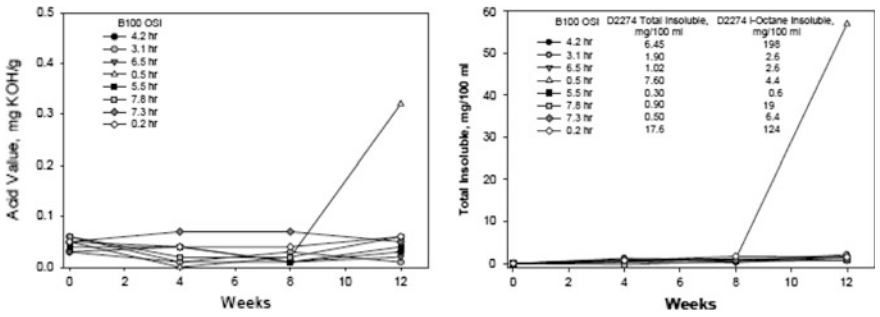 B100 OSI
4.2 hr
3.1 hr
6.5 hr
0.5 hr
5.5 hr
7.8 hr
7.3 hr
0.2 hr
Acid Value, mg KOH/g
0.5
0.4
0.3
0.2
0.1
0.0
0 2 4 6 8 10 12
Weeks
B100 OSI D2274 Total Insoluble, mg/100 ml D2274 I-Octane Insoluble, mg/100 ml
4.2 hr 6.45 198
3.1 hr 1.90 2.6
6.5 hr 1.02 2.6
0.5 hr 7.60 4.4
5.5 hr 0.30 0.6
7.8 hr 0.90 19
7.3 hr 0.50 6.4
0.2 hr 17.6 124
Total Insoluble, mg/100 ml
60
50
40
30
20
10
0
0 2 4 6 8 10 12
Weeks